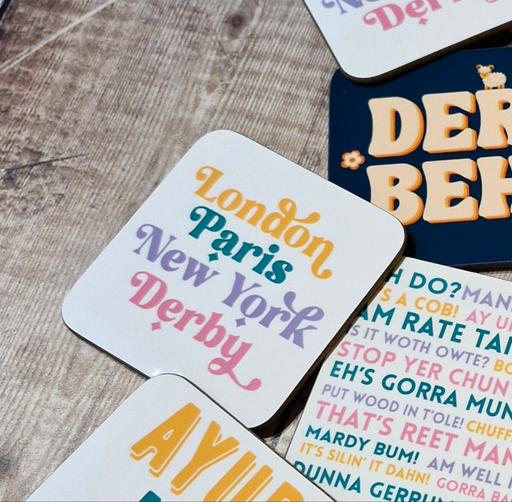 Derby
DER
BEH
London
Paris
New York
Derby
H DO? MAN
S A COB! AY U
AM RATE TA
S IT WOTH OWTE?
STOP YER CHUN
EH'S GORRA MUN
PUT WOOD IN T'OLE! CHUFF
THAT'S REET MAN
MARDY BUM! AM WELL
IT'S SILIN' IT DAHN! GORRA BA
DUNNA GERRUN
AYUP